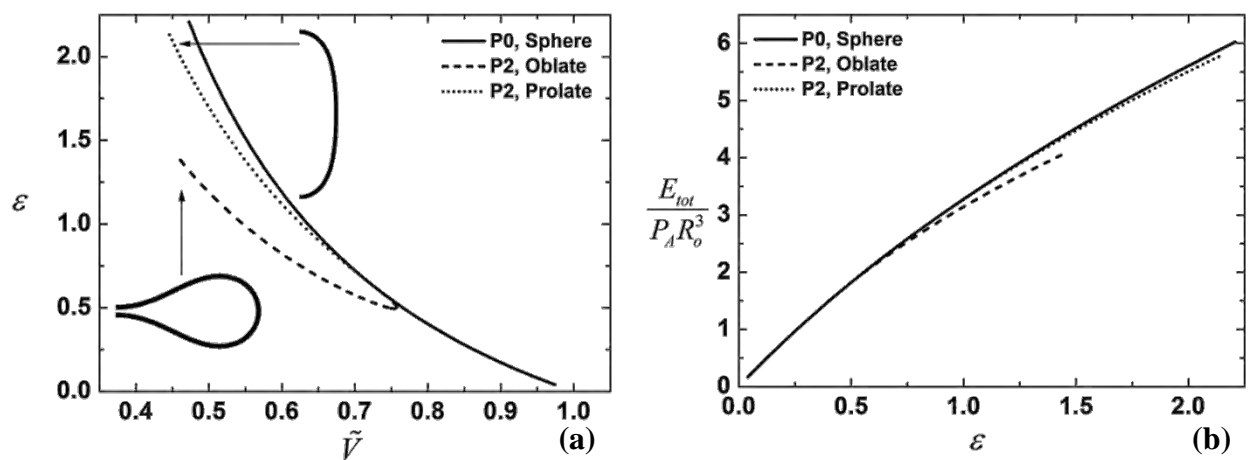 2.0
1.5
1.0
0.5
0.0
ε
P0, Sphere
P2, Oblate
P2, Prolate
0.4 0.5 0.6 0.7 0.8 0.9 1.0
Ṽ
(a)
6
5
4
3
2
1
0
E_tot
P_A R_o^3
P0, Sphere
P2, Oblate
P2, Prolate
0.0 0.5 1.0 1.5 2.0
ε
(b)